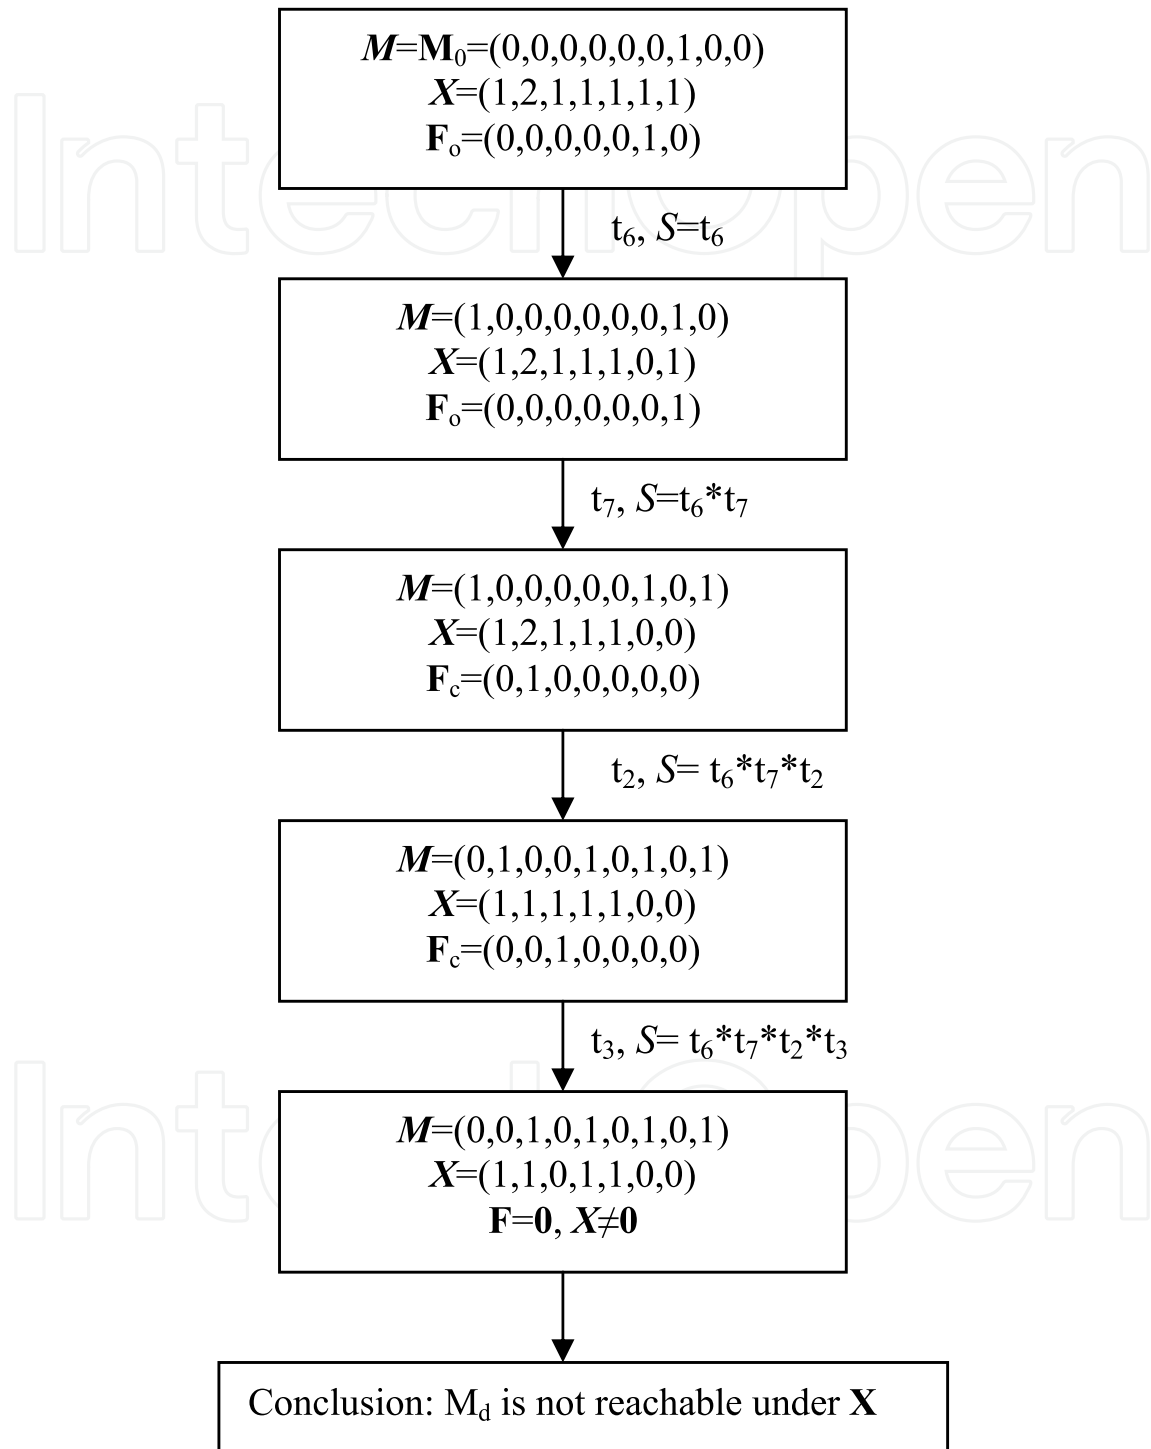 M=M₀=(0,0,0,0,0,0,1,0,0)
X=(1,2,1,1,1,1,1)
Fₒ=(0,0,0,0,0,1,0)
t₆, S=t₆
M=(1,0,0,0,0,0,0,1,0)
X=(1,2,1,1,1,0,1)
Fₒ=(0,0,0,0,0,0,1)
t₇, S=t₆*t₇
M=(1,0,0,0,0,0,1,0,1)
X=(1,2,1,1,1,0,0)
F_c=(0,1,0,0,0,0,0)
t₂, S= t₆*t₇*t₂
M=(0,1,0,0,1,0,1,0,1)
X=(1,1,1,1,1,0,0)
F_c=(0,0,1,0,0,0,0)
t₃, S= t₆*t₇*t₂*t₃
M=(0,0,1,0,1,0,1,0,1)
X=(1,1,0,1,1,0,0)
F=0, X≠0
Conclusion: M_d is not reachable under X
IntechOpen
IntechOpen